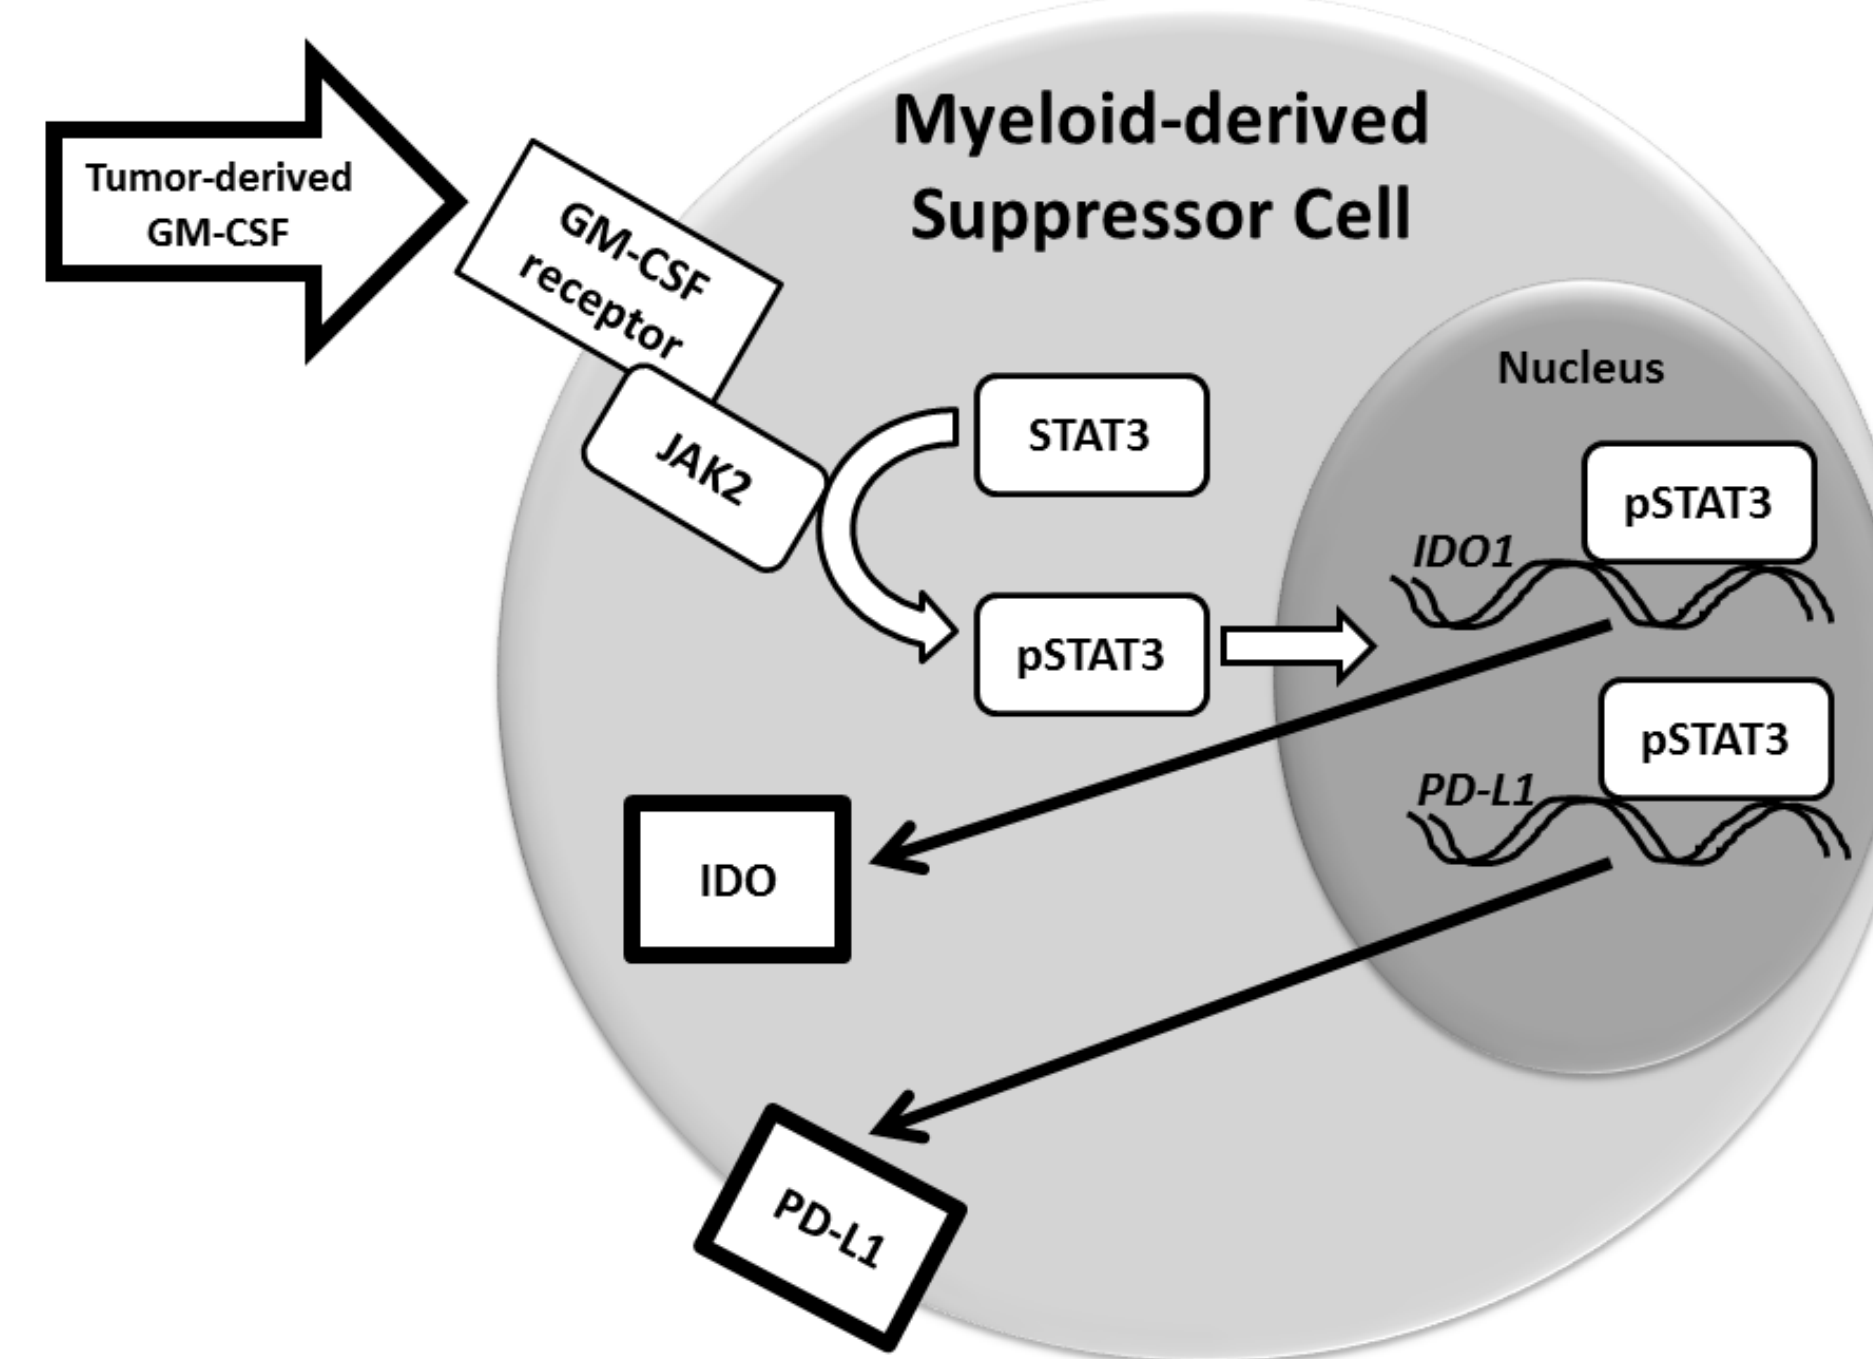 Myeloid-derived
Suppressor Cell
Tumor-derived
GM-CSF
GM-CSF
receptor
JAK2
STAT3
pSTAT3
Nucleus
pSTAT3
IDO1
pSTAT3
PD-L1
IDO
PD-L1